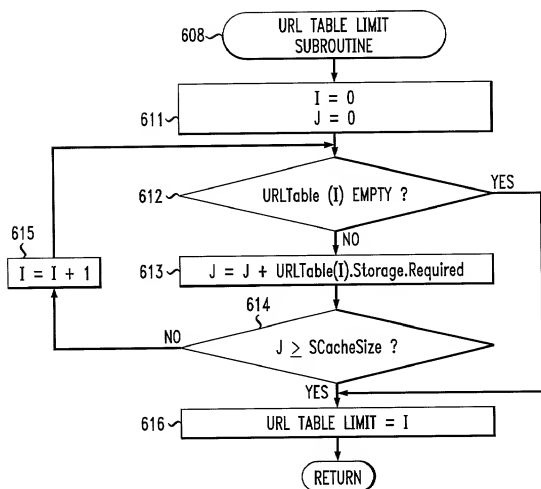 608
URL TABLE LIMIT
SUBROUTINE
611
I = 0
J = 0
612
URLTable (I) EMPTY ?
YES
NO
615
I = I + 1
613
J = J + URLTable(I).Storage.Required
614
NO
J ≥ SCacheSize ?
YES
616
URL TABLE LIMIT = I
RETURN